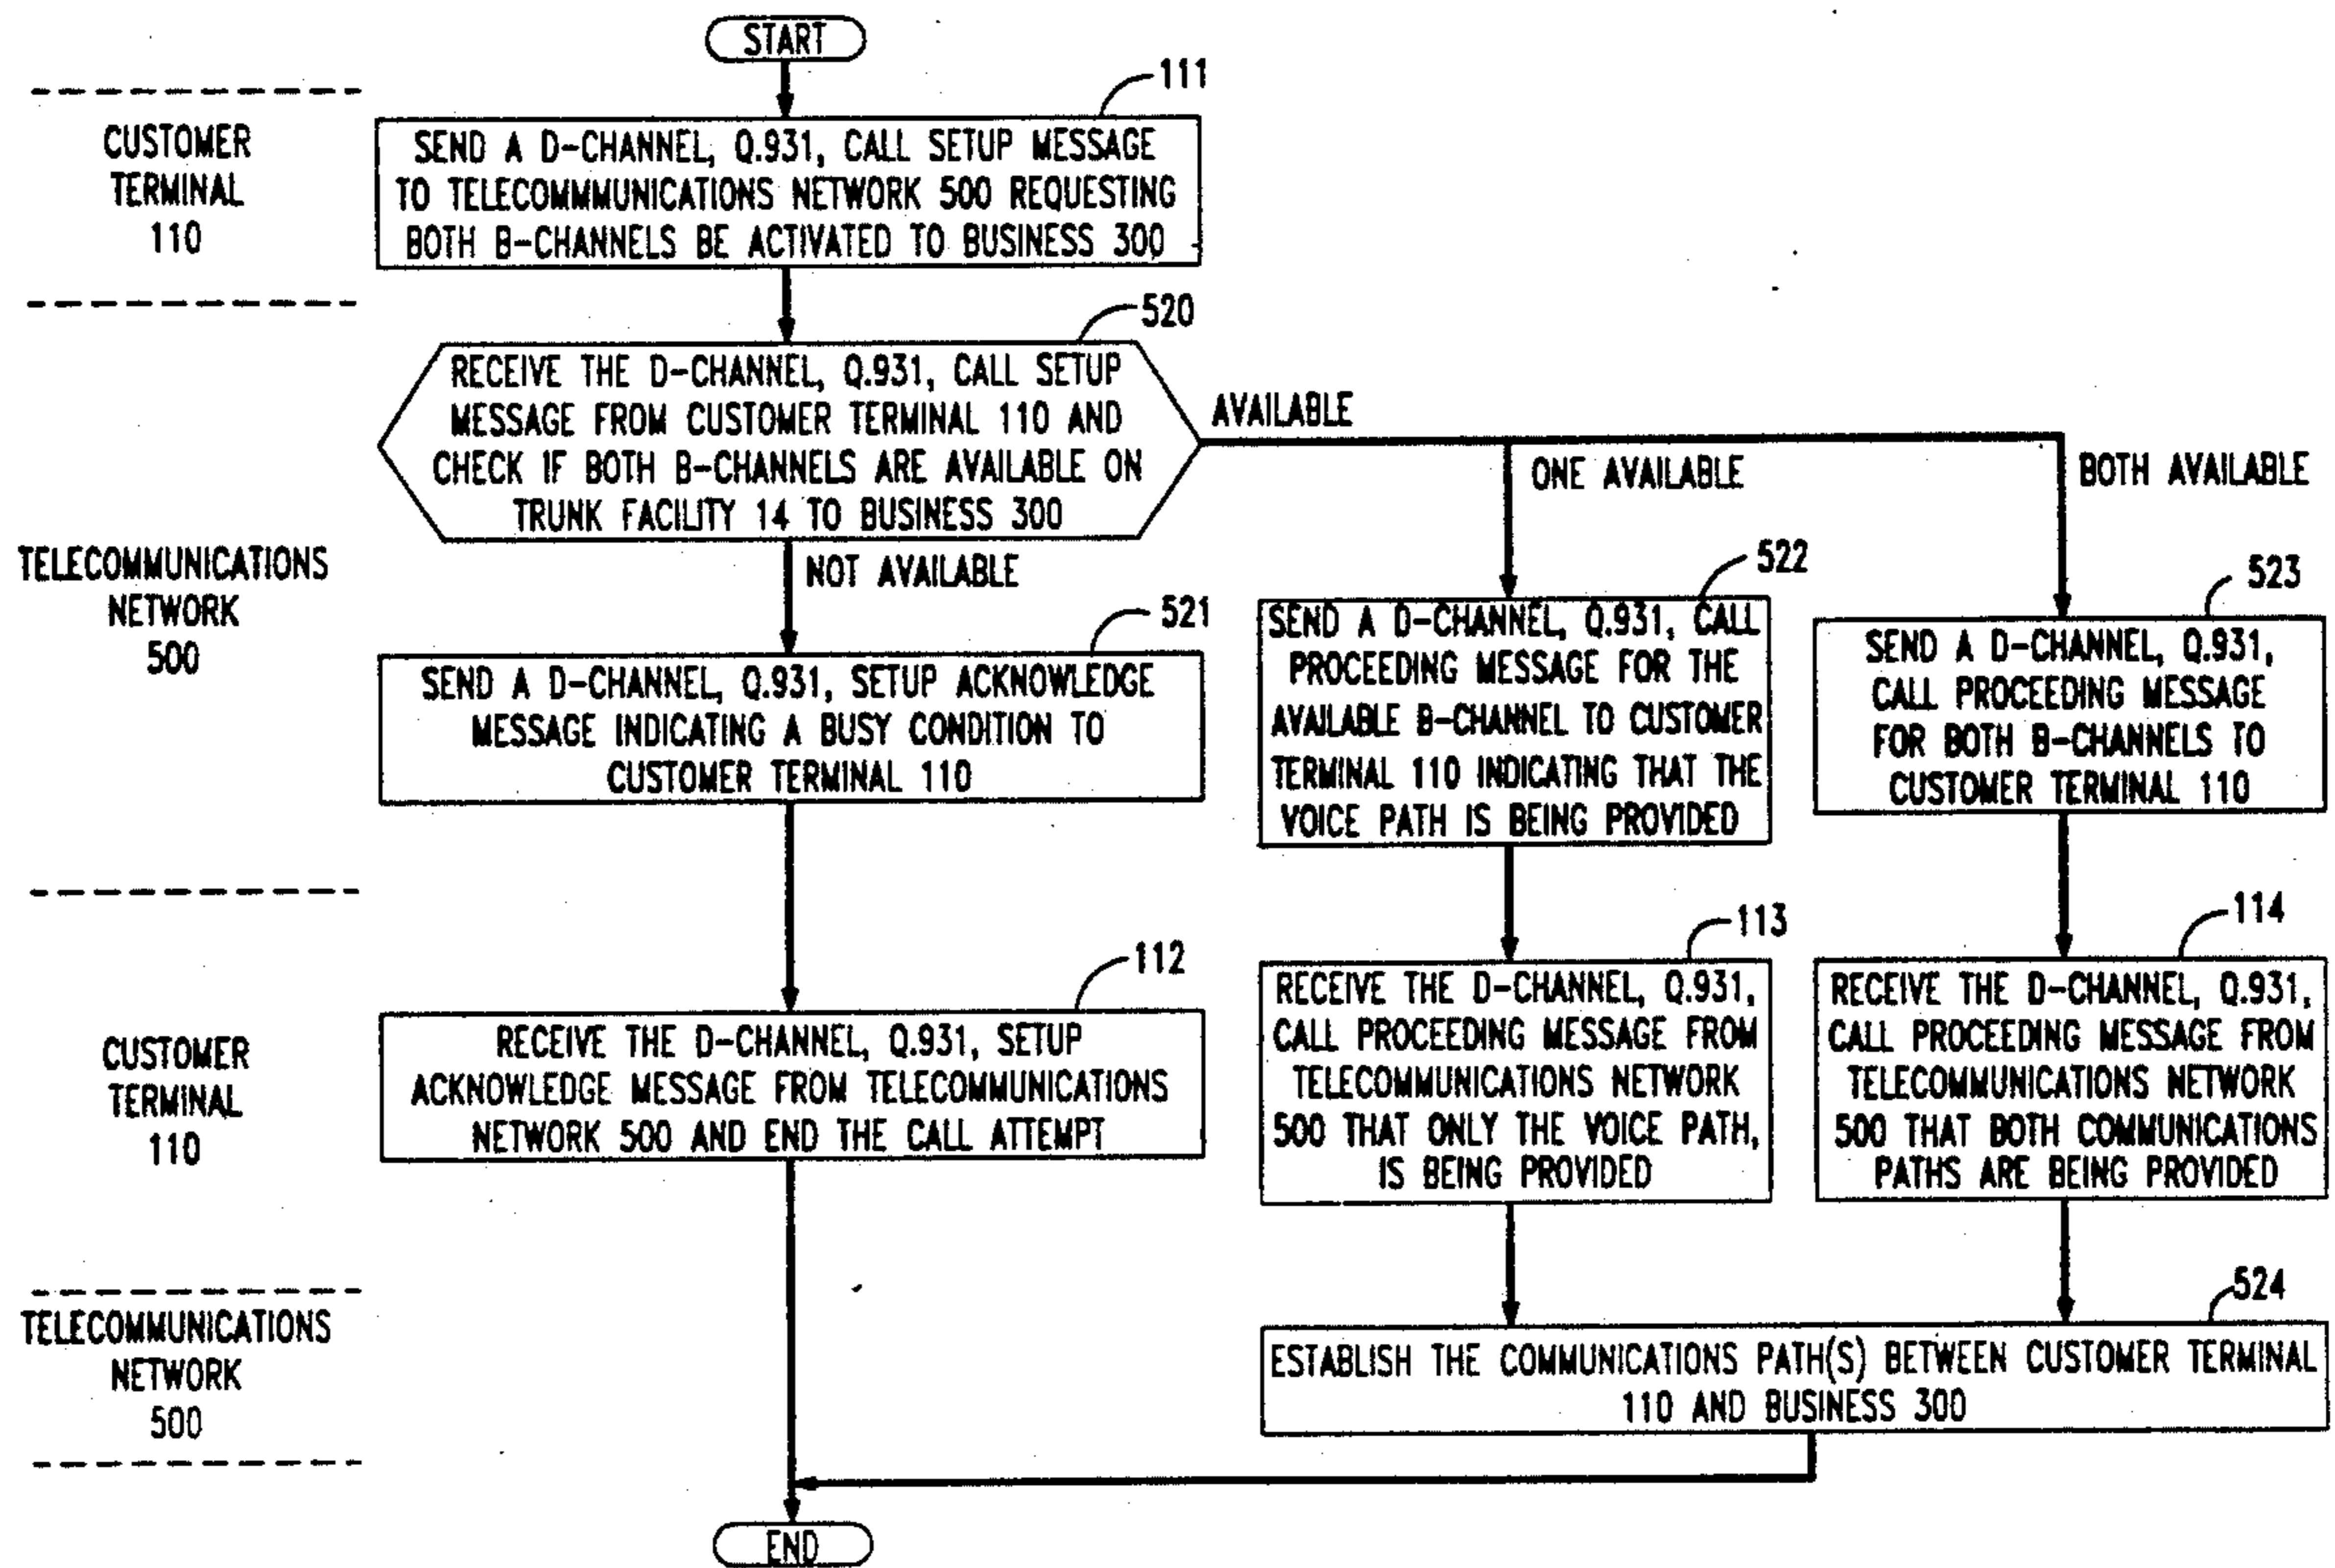 START
111
CUSTOMER
TERMINAL
110
SEND A D-CHANNEL, Q.931, CALL SETUP MESSAGE
TO TELECOMMMUNICATIONS NETWORK 500 REQUESTING
BOTH B-CHANNELS BE ACTIVATED TO BUSINESS 300
520
RECEIVE THE D-CHANNEL, Q.931, CALL SETUP
MESSAGE FROM CUSTOMER TERMINAL 110 AND
CHECK IF BOTH B-CHANNELS ARE AVAILABLE ON
TRUNK FACILITY 14 TO BUSINESS 300
AVAILABLE
ONE AVAILABLE
BOTH AVAILABLE
NOT AVAILABLE
TELECOMMUNICATIONS
NETWORK
500
521
SEND A D-CHANNEL, Q.931, SETUP ACKNOWLEDGE
MESSAGE INDICATING A BUSY CONDITION TO
CUSTOMER TERMINAL 110
522
SEND A D-CHANNEL, Q.931, CALL
PROCEEDING MESSAGE FOR THE
AVAILABLE B-CHANNEL TO CUSTOMER
TERMINAL 110 INDICATING THAT THE
VOICE PATH IS BEING PROVIDED
523
SEND A D-CHANNEL, Q.931,
CALL PROCEEDING MESSAGE
FOR BOTH B-CHANNELS TO
CUSTOMER TERMINAL 110
CUSTOMER
TERMINAL
110
112
RECEIVE THE D-CHANNEL, Q.931, SETUP
ACKNOWLEDGE MESSAGE FROM TELECOMMUNICATIONS
NETWORK 500 AND END THE CALL ATTEMPT
113
RECEIVE THE D-CHANNEL, Q.931,
CALL PROCEEDING MESSAGE FROM
TELECOMMUNICATIONS NETWORK
500 THAT ONLY THE VOICE PATH,
IS BEING PROVIDED
114
RECEIVE THE D-CHANNEL, Q.931,
CALL PROCEEDING MESSAGE FROM
TELECOMMUNICATIONS NETWORK
500 THAT BOTH COMMUNICATIONS
PATHS ARE BEING PROVIDED
TELECOMMUNICATIONS
NETWORK
500
524
ESTABLISH THE COMMUNICATIONS PATH(S) BETWEEN CUSTOMER TERMINAL
110 AND BUSINESS 300
END